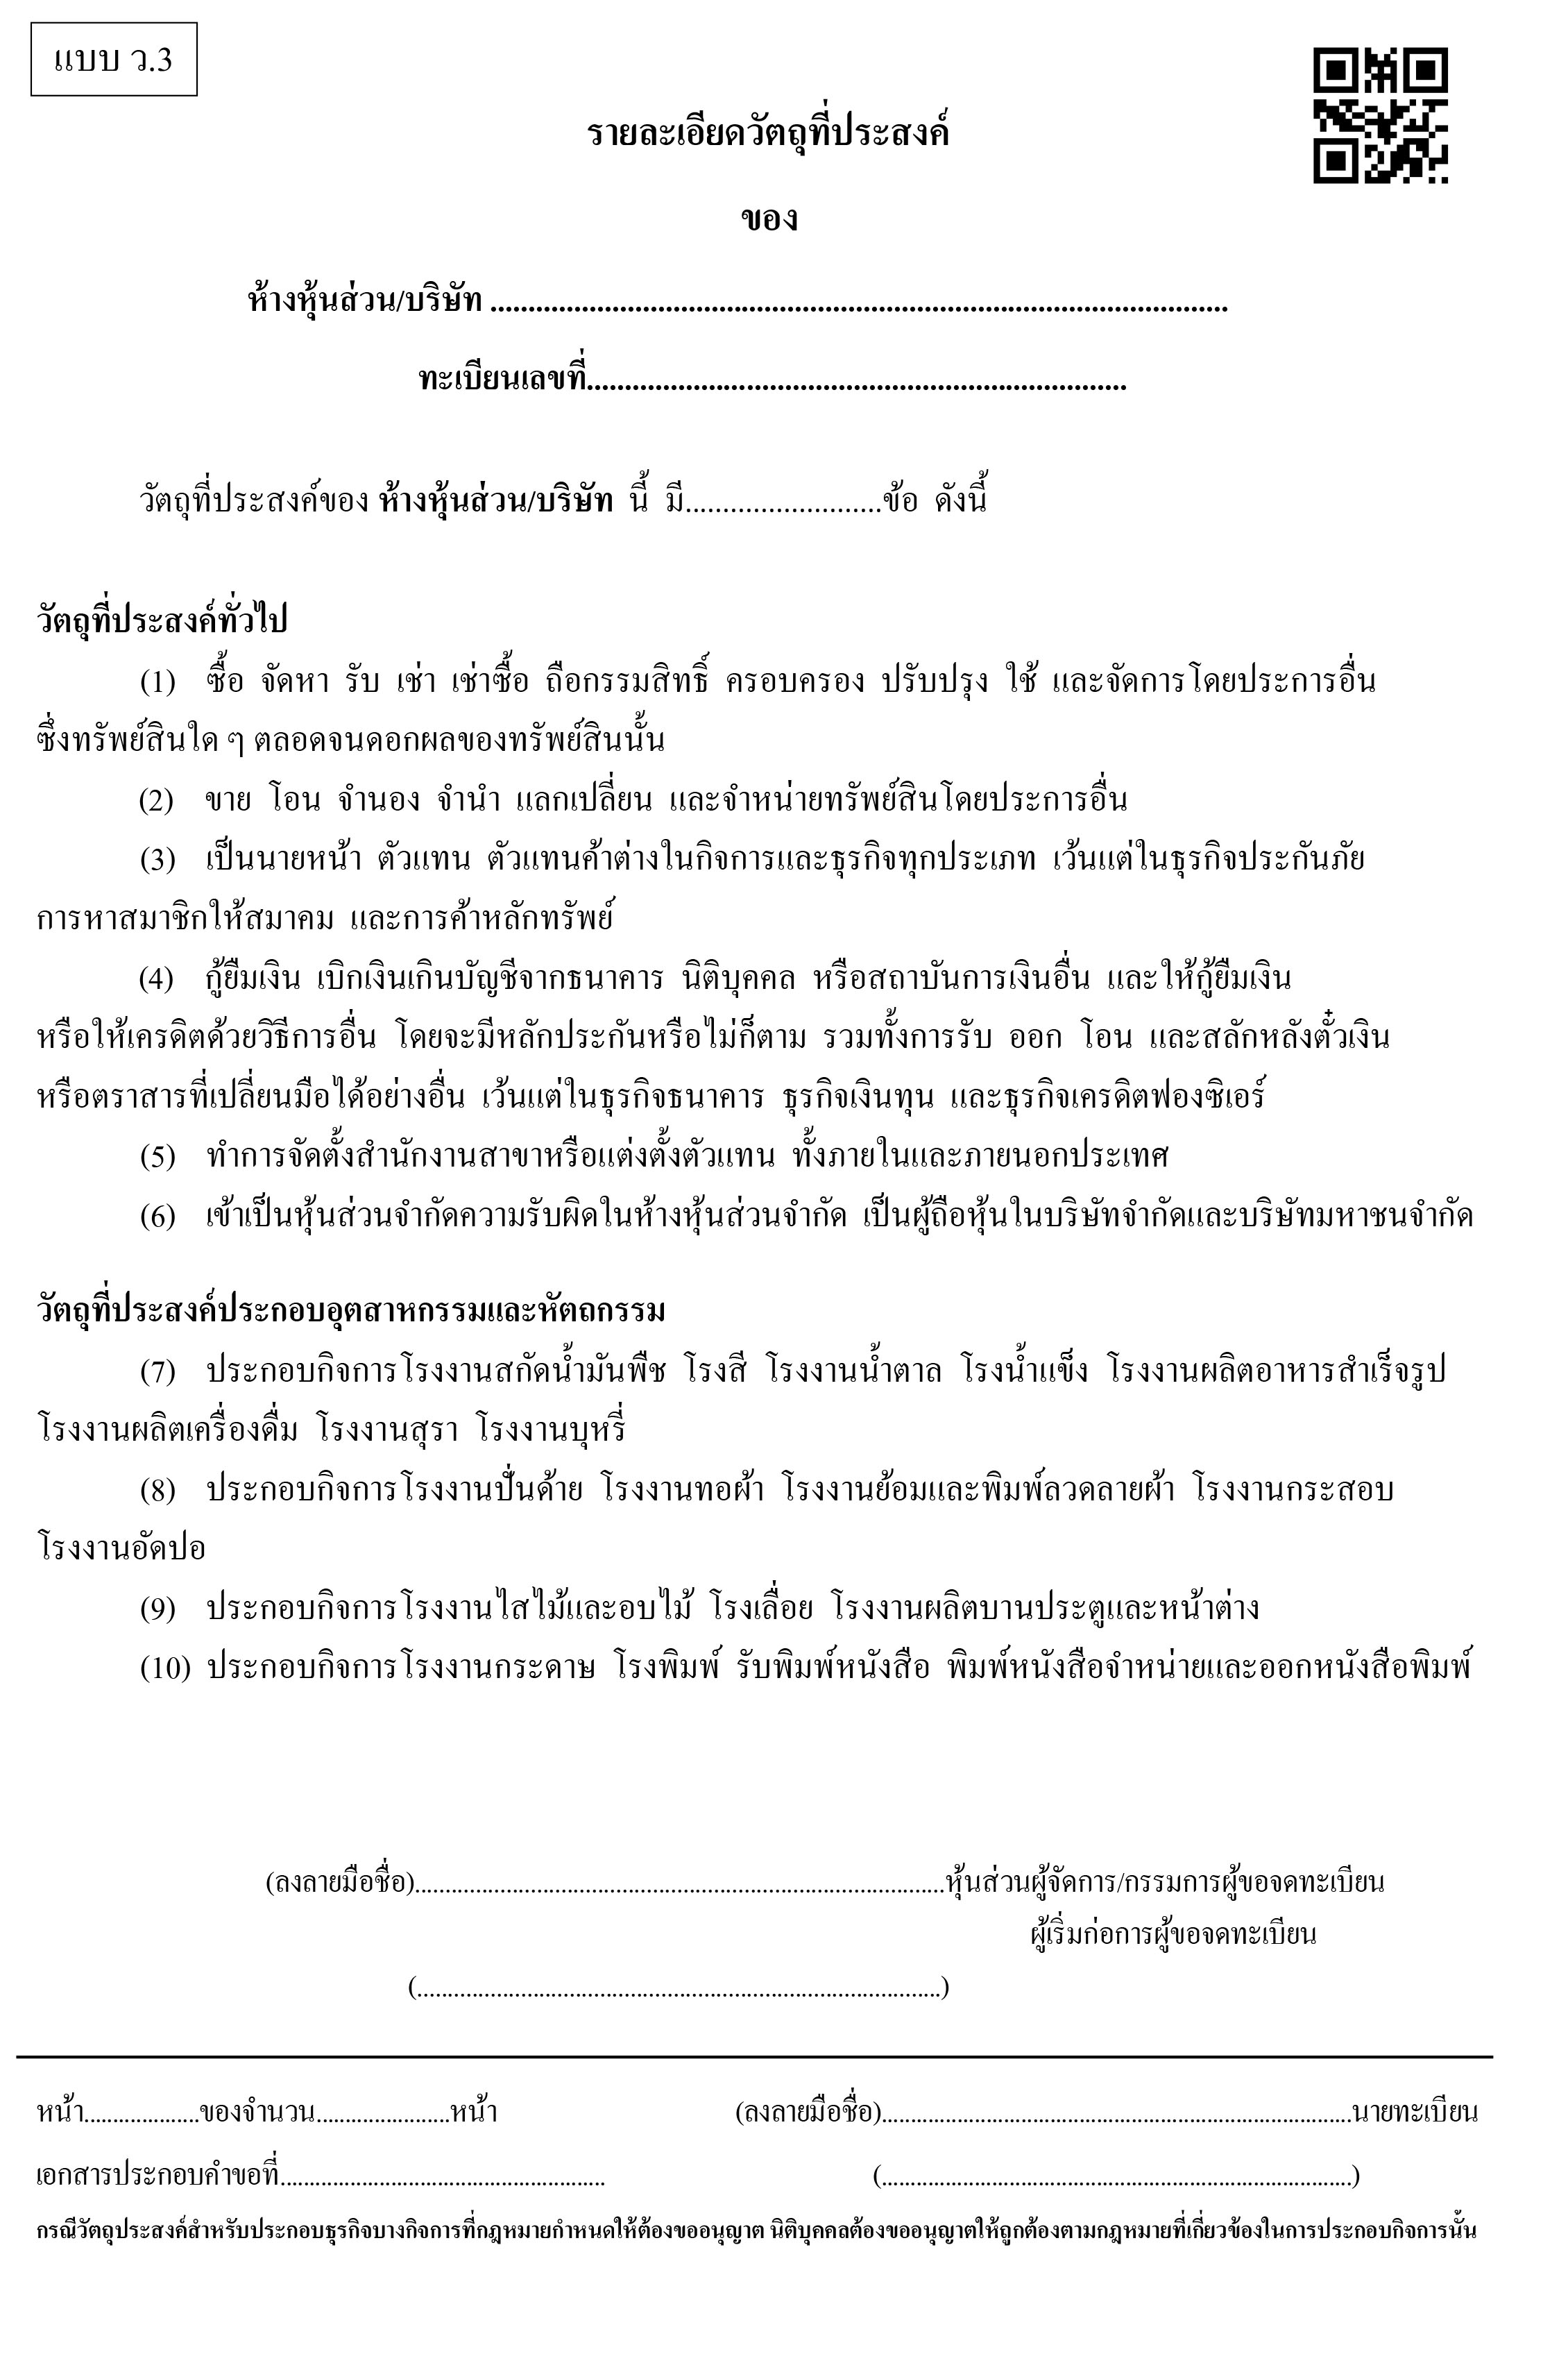 แบบ ว.3
รายละเอียดวัตถุที่ประสงค์
ของ
ห้างหุ้นส่วน/บริษัท .................................................................................................
ทะเบียนเลขที่.......................................................................
วัตถุที่ประสงค์ของ ห้างหุ้นส่วน/บริษัท นี้ มี..........................ข้อ ดังนี้
วัตถุที่ประสงค์ทั่วไป
(1) ซื้อ จัดหา รับ เช่า เช่าซื้อ ถือกรรมสิทธิ์ ครอบครอง ปรับปรุง ใช้ และจัดการโดยประการอื่น
ซึ่งทรัพย์สินใด ๆ ตลอดจนดอกผลของทรัพย์สินนั้น
(2) ขาย โอน จำนอง จำนำ แลกเปลี่ยน และจำหน่ายทรัพย์สินโดยประการอื่น
(3) เป็นนายหน้า ตัวแทน ตัวแทนค้าต่างในกิจการและธุรกิจทุกประเภท เว้นแต่ในธุรกิจประกันภัย
การหาสมาชิกให้สมาคม และการค้าหลักทรัพย์
(4) กู้ยืมเงิน เบิกเงินเกินบัญชีจากธนาคาร นิติบุคคล หรือสถาบันการเงินอื่น และให้กู้ยืมเงิน
หรือให้เครดิตด้วยวิธีการอื่น โดยจะมีหลักประกันหรือไม่ก็ตาม รวมทั้งการรับ ออก โอน และสลักหลังตั๋วเงิน
หรือตราสารที่เปลี่ยนมือได้อย่างอื่น เว้นแต่ในธุรกิจธนาคาร ธุรกิจเงินทุน และธุรกิจเครดิตฟองซิเอร์
(5) ทำการจัดตั้งสำนักงานสาขาหรือแต่งตั้งตัวแทน ทั้งภายในและภายนอกประเทศ
(6) เข้าเป็นหุ้นส่วนจำกัดความรับผิดในห้างหุ้นส่วนจำกัด เป็นผู้ถือหุ้นในบริษัทจำกัดและบริษัทมหาชนจำกัด
วัตถุที่ประสงค์ประกอบอุตสาหกรรมและหัตถกรรม
(7) ประกอบกิจการโรงงานสกัดน้ำมันพืช โรงสี โรงงานน้ำตาล โรงน้ำแข็ง โรงงานผลิตอาหารสำเร็จรูป
โรงงานผลิตเครื่องดื่ม โรงงานสุรา โรงงานบุหรี่
(8) ประกอบกิจการโรงงานปั่นด้าย โรงงานทอผ้า โรงงานย้อมและพิมพ์ลวดลายผ้า โรงงานกระสอบ
โรงงานอัดปอ
(9) ประกอบกิจการโรงงานไสไม้และอบไม้ โรงเลื่อย โรงงานผลิตบานประตูและหน้าต่าง
(10) ประกอบกิจการโรงงานกระดาษ โรงพิมพ์ รับพิมพ์หนังสือ พิมพ์หนังสือจำหน่ายและออกหนังสือพิมพ์
(ลงลายมือชื่อ).......................................................................................หุ้นส่วนผู้จัดการ/กรรมการผู้ขอจดทะเบียน
ผู้เริ่มก่อการผู้ขอจดทะเบียน
(......................................................................................)
หน้า....................ของจำนวน.......................หน้า (ลงลายมือชื่อ).................................................................................นายทะเบียน
เอกสารประกอบคำขอที่....................................................... (.................................................................................)
กรณีวัตถุประสงค์สำหรับประกอบธุรกิจบางกิจการที่กฎหมายกำหนดให้ต้องขออนุญาต นิติบุคคลต้องขออนุญาตให้ถูกต้องตามกฎหมายที่เกี่ยวข้องในการประกอบกิจการนั้น